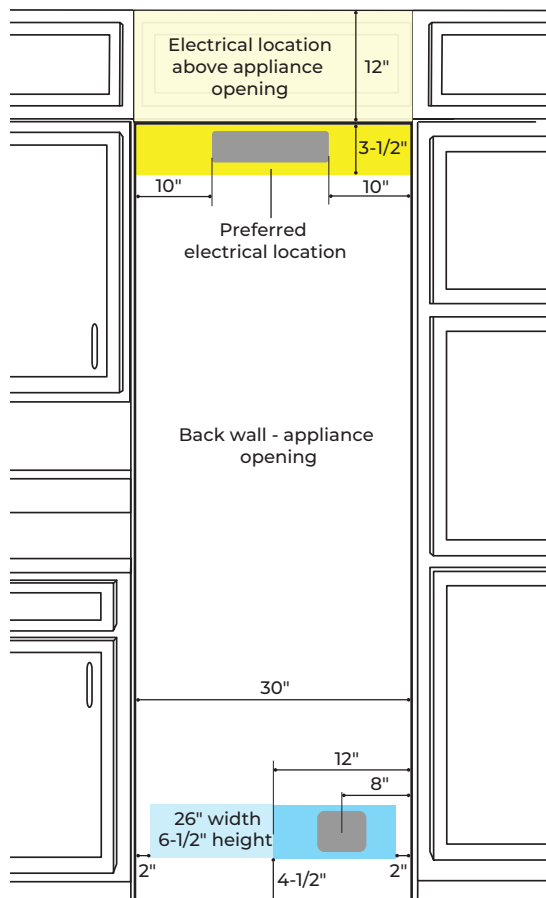 Electrical location
above appliance
opening
12"
3-1/2"
10"
10"
Preferred
electrical location
Back wall - appliance
opening
30"
12"
8"
26" width
6-1/2" height
2"
2"
4-1/2"